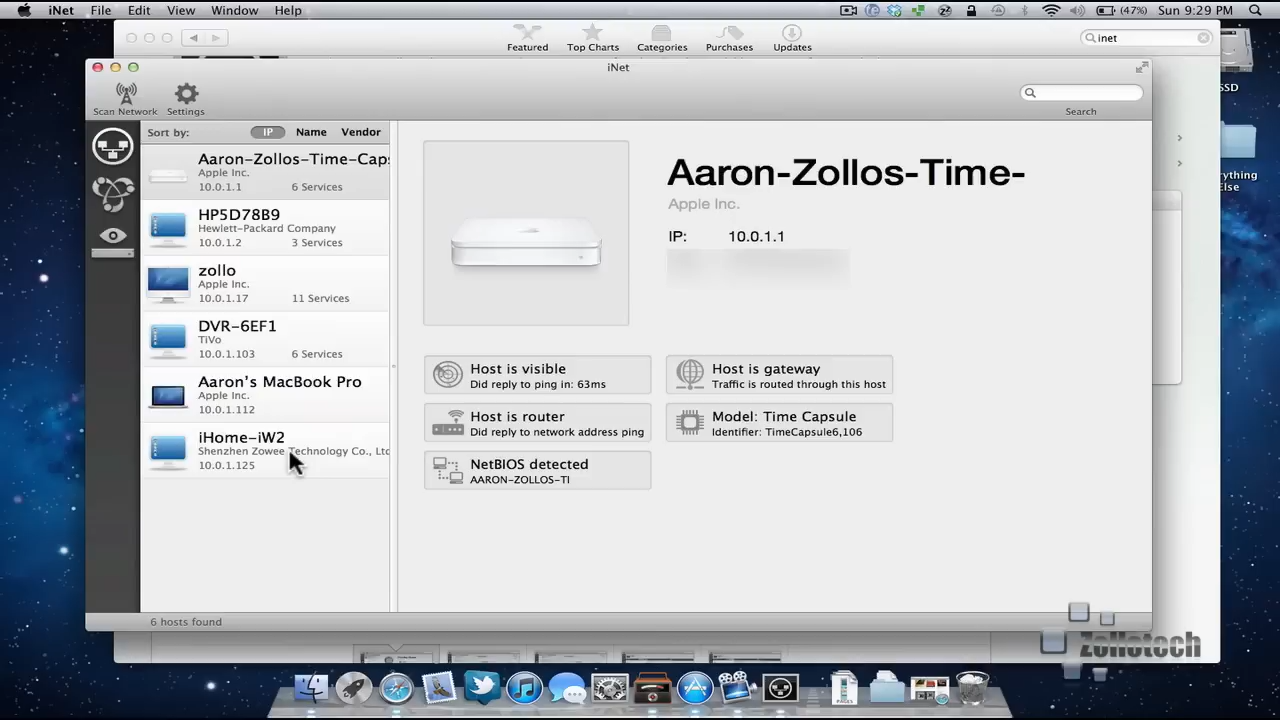 iNet File Edit View Window Help
(47%) Sun 9:29 PM
Featured Top Charts Categories Purchases Updates
inet
iNet
Scan Network Settings
Search
SSD
Sort by: IP Name Vendor
Aaron-Zollos-Time-Caps
Apple Inc.
10.0.1.1 6 Services
HP5D78B9
Hewlett-Packard Company
10.0.1.2 3 Services
zollo
Apple Inc.
10.0.1.17 11 Services
DVR-6EF1
TiVo
10.0.1.103 6 Services
Aaron's MacBook Pro
Apple Inc.
10.0.1.112
iHome-iW2
Shenzhen Zowee Technology Co., Ltd
10.0.1.125
Aaron-Zollos-Time-
Apple Inc.
IP: 10.0.1.1
Host is visible
Did reply to ping in: 63ms
Host is gateway
Traffic is routed through this host
Host is router
Did reply to network address ping
Model: Time Capsule
Identifier: TimeCapsule6,106
NetBIOS detected
AARON-ZOLLOS-TI
rything
Else
6 hosts found
Zollotech
PAGES